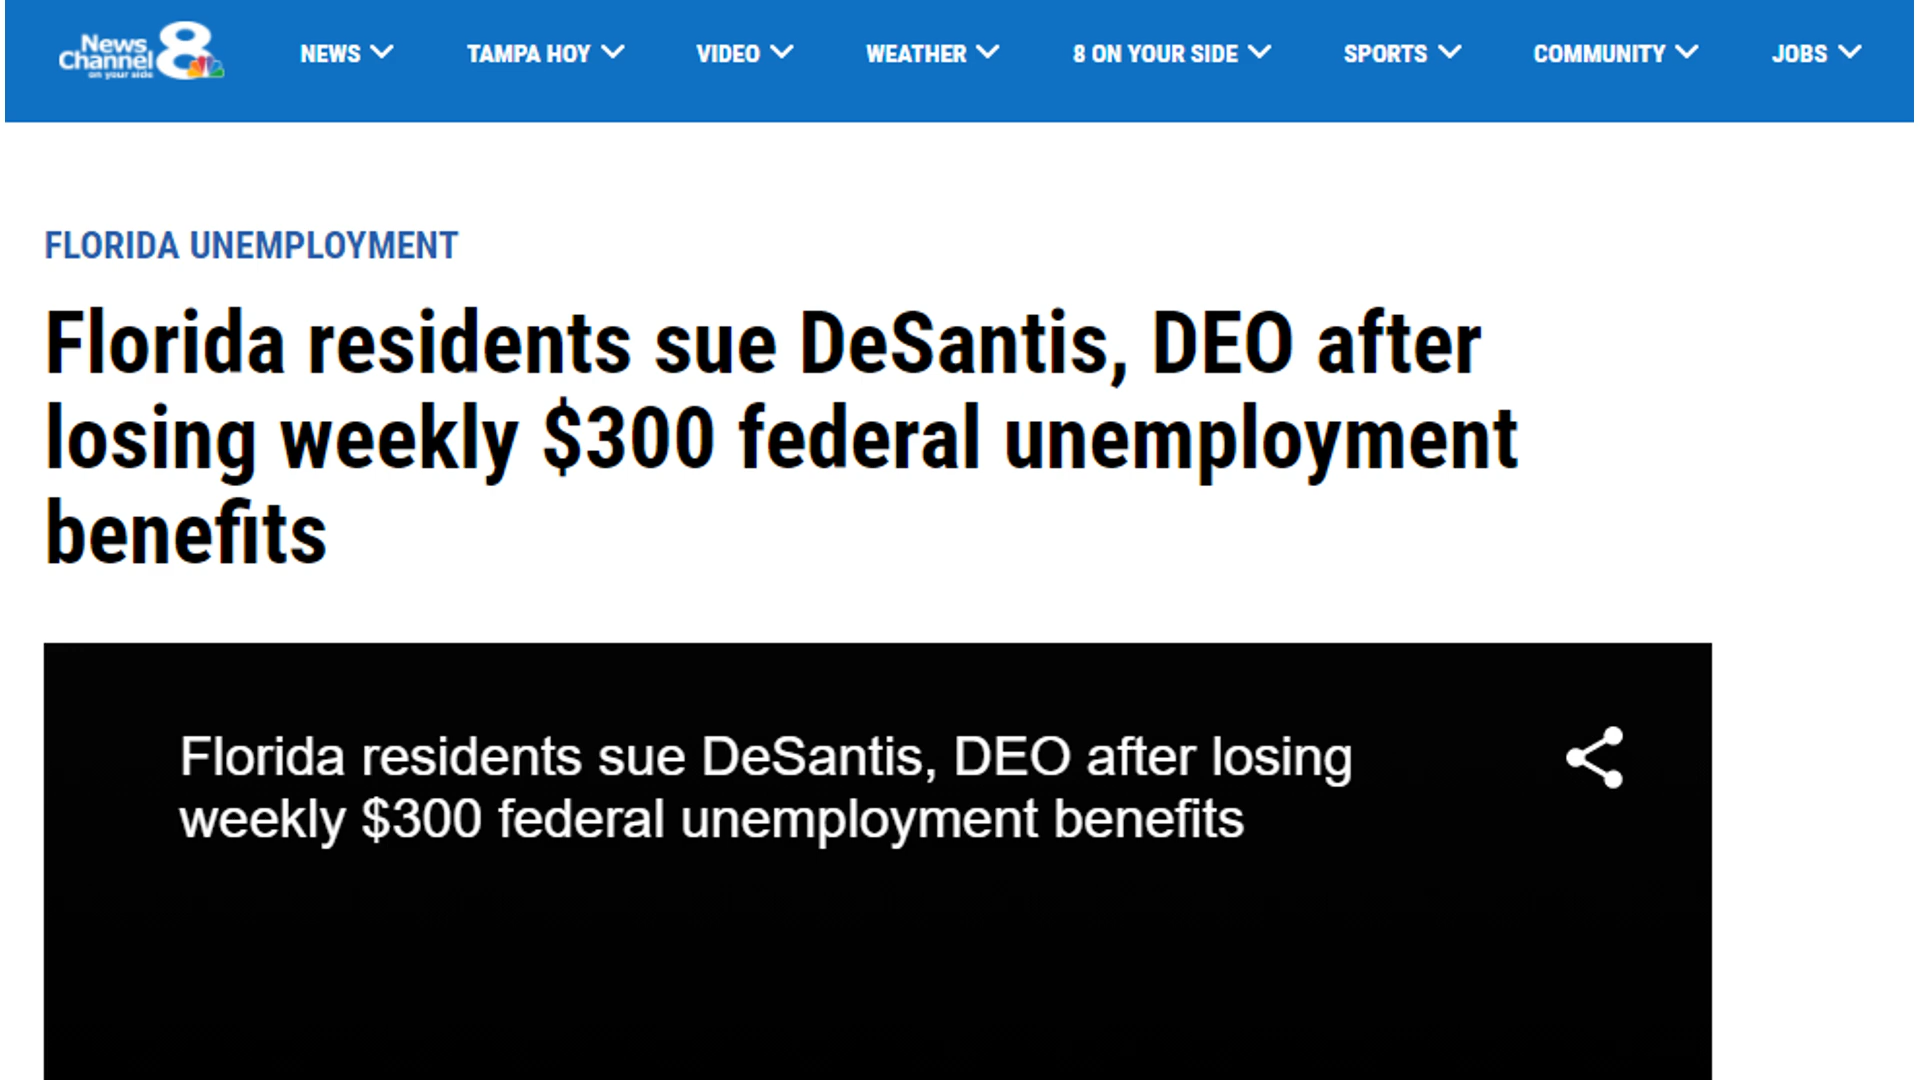 News
Channel 8
on your side
NEWS
TAMPA HOY
VIDEO
WEATHER
8 ON YOUR SIDE
SPORTS
COMMUNITY
JOBS
FLORIDA UNEMPLOYMENT
Florida residents sue DeSantis, DEO after
losing weekly $300 federal unemployment
benefits
Florida residents sue DeSantis, DEO after losing
weekly $300 federal unemployment benefits